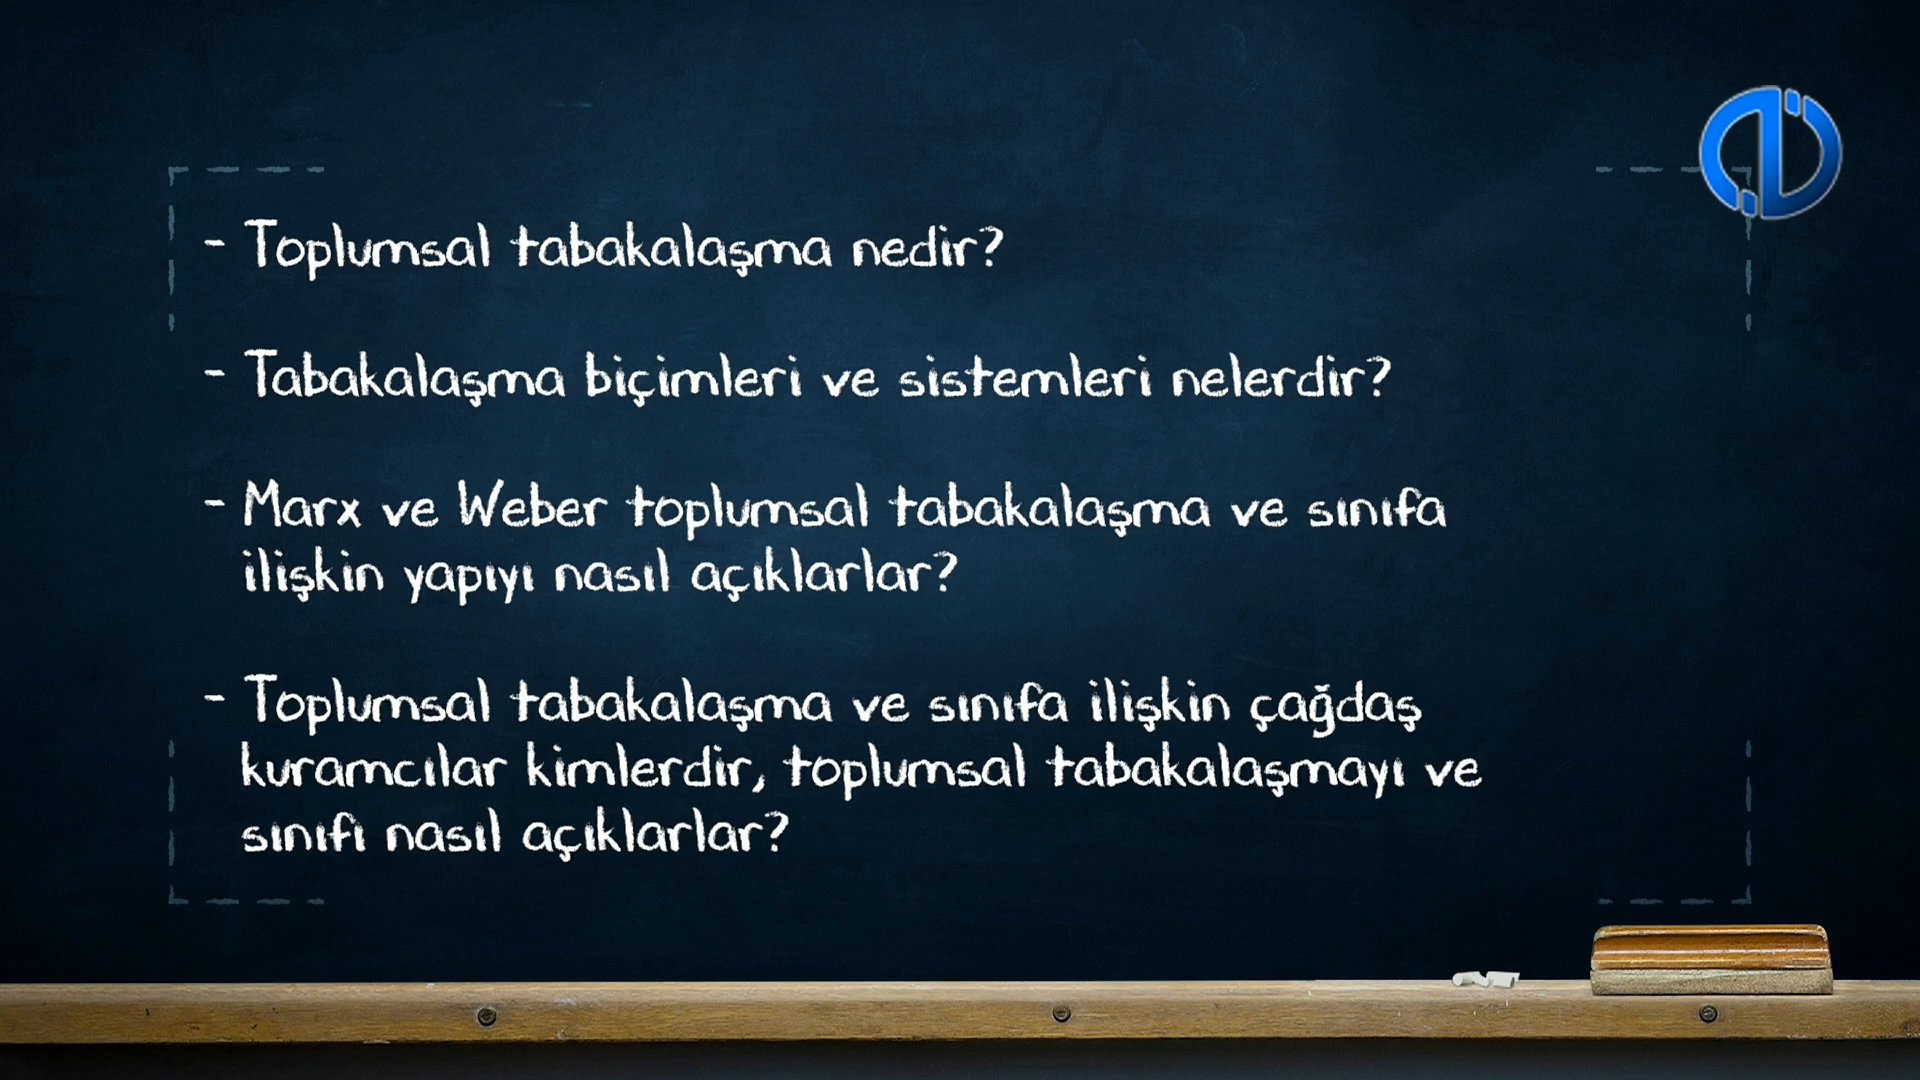 - Toplumsal tabakalaşma nedir?
- Tabakalaşma biçimleri ve sistemleri nelerdir?
- Marx ve Weber toplumsal tabakalaşma ve sınıfa
ilişkin yapıyı nasıl açıklarlar?
- Toplumsal tabakalaşma ve sınıfa ilişkin çağdaş
kuramcılar kimlerdir, toplumsal tabakalaşmayı ve
sınıfı nasıl açıklarlar?